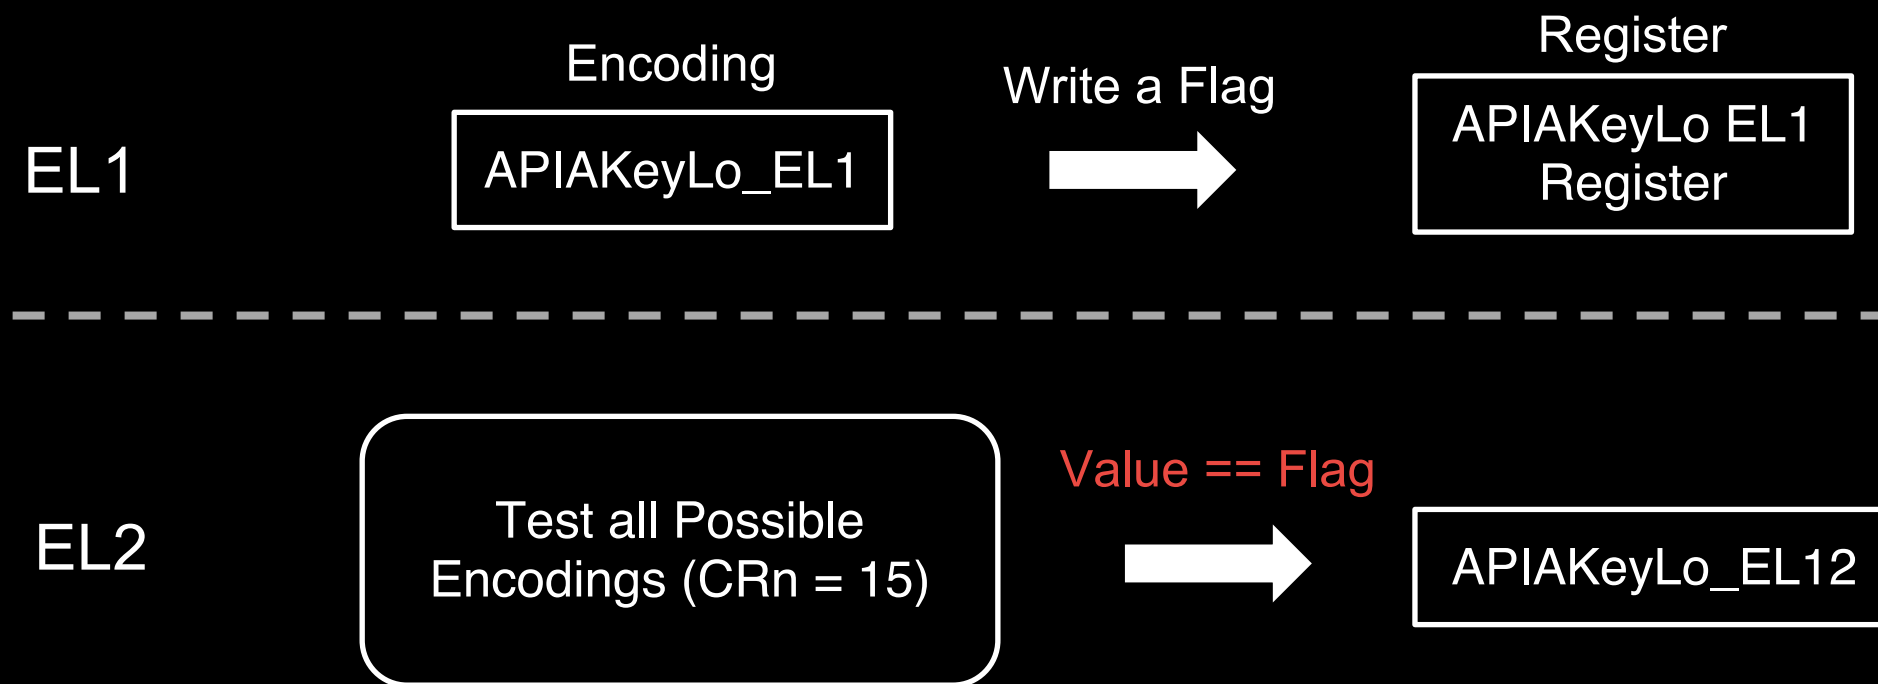 Encoding
Write a Flag
Register
EL1
APIAKeyLo_EL1
APIAKeyLo EL1
Register
EL2
Test all Possible
Encodings (CRn = 15)
Value == Flag
APIAKeyLo_EL12